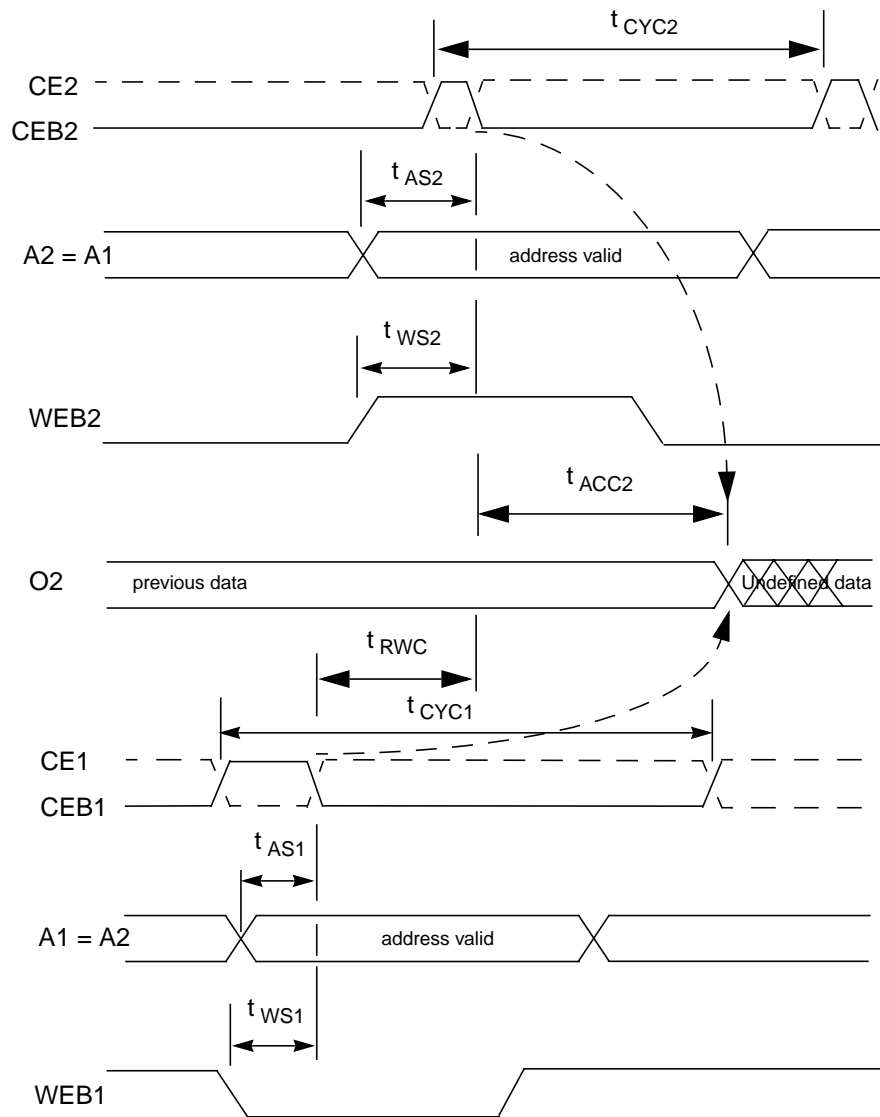 t CYC2
CE2
CEB2
t AS2
A2 = A1
address valid
t WS2
WEB2
t ACC2
O2
previous data
Undefined data
t RWC
t CYC1
CE1
CEB1
t AS1
A1 = A2
address valid
t WS1
WEB1